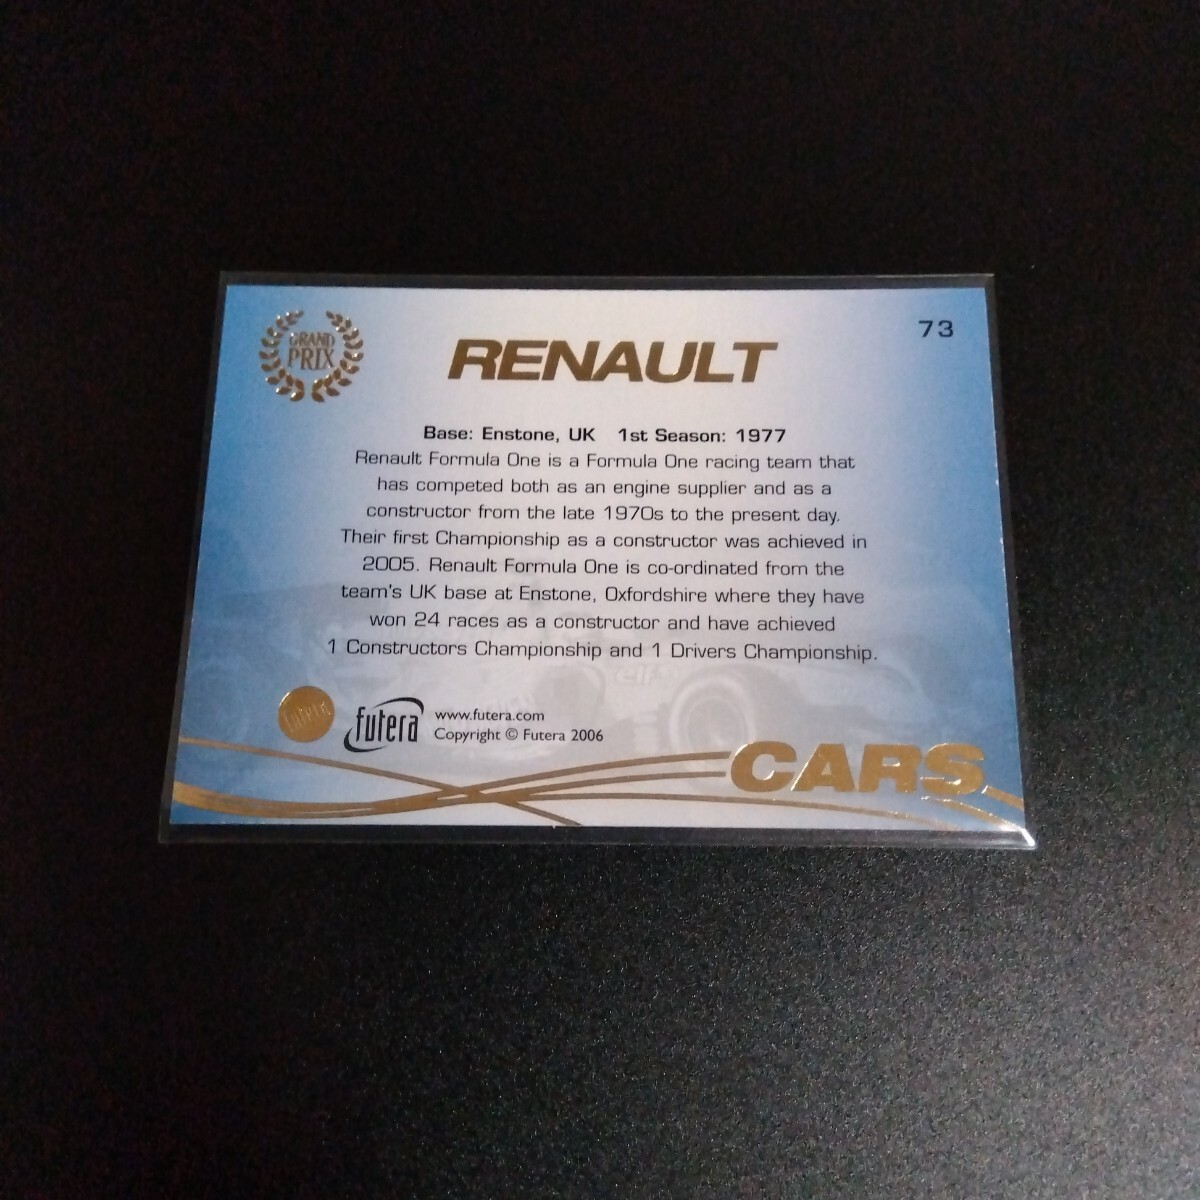 GRAND
PRIX
RENAULT
73
Base: Enstone, UK 1st Season: 1977
Renault Formula One is a Formula One racing team that
has competed both as an engine supplier and as a
constructor from the late 1970s to the present day.
Their first Championship as a constructor was achieved in
2005. Renault Formula One is co-ordinated from the
team's UK base at Enstone, Oxfordshire where they have
won 24 races as a constructor and have achieved
1 Constructors Championship and 1 Drivers Championship.
elf
futera
futera
www.futera.com
Copyright © Futera 2006
CARS